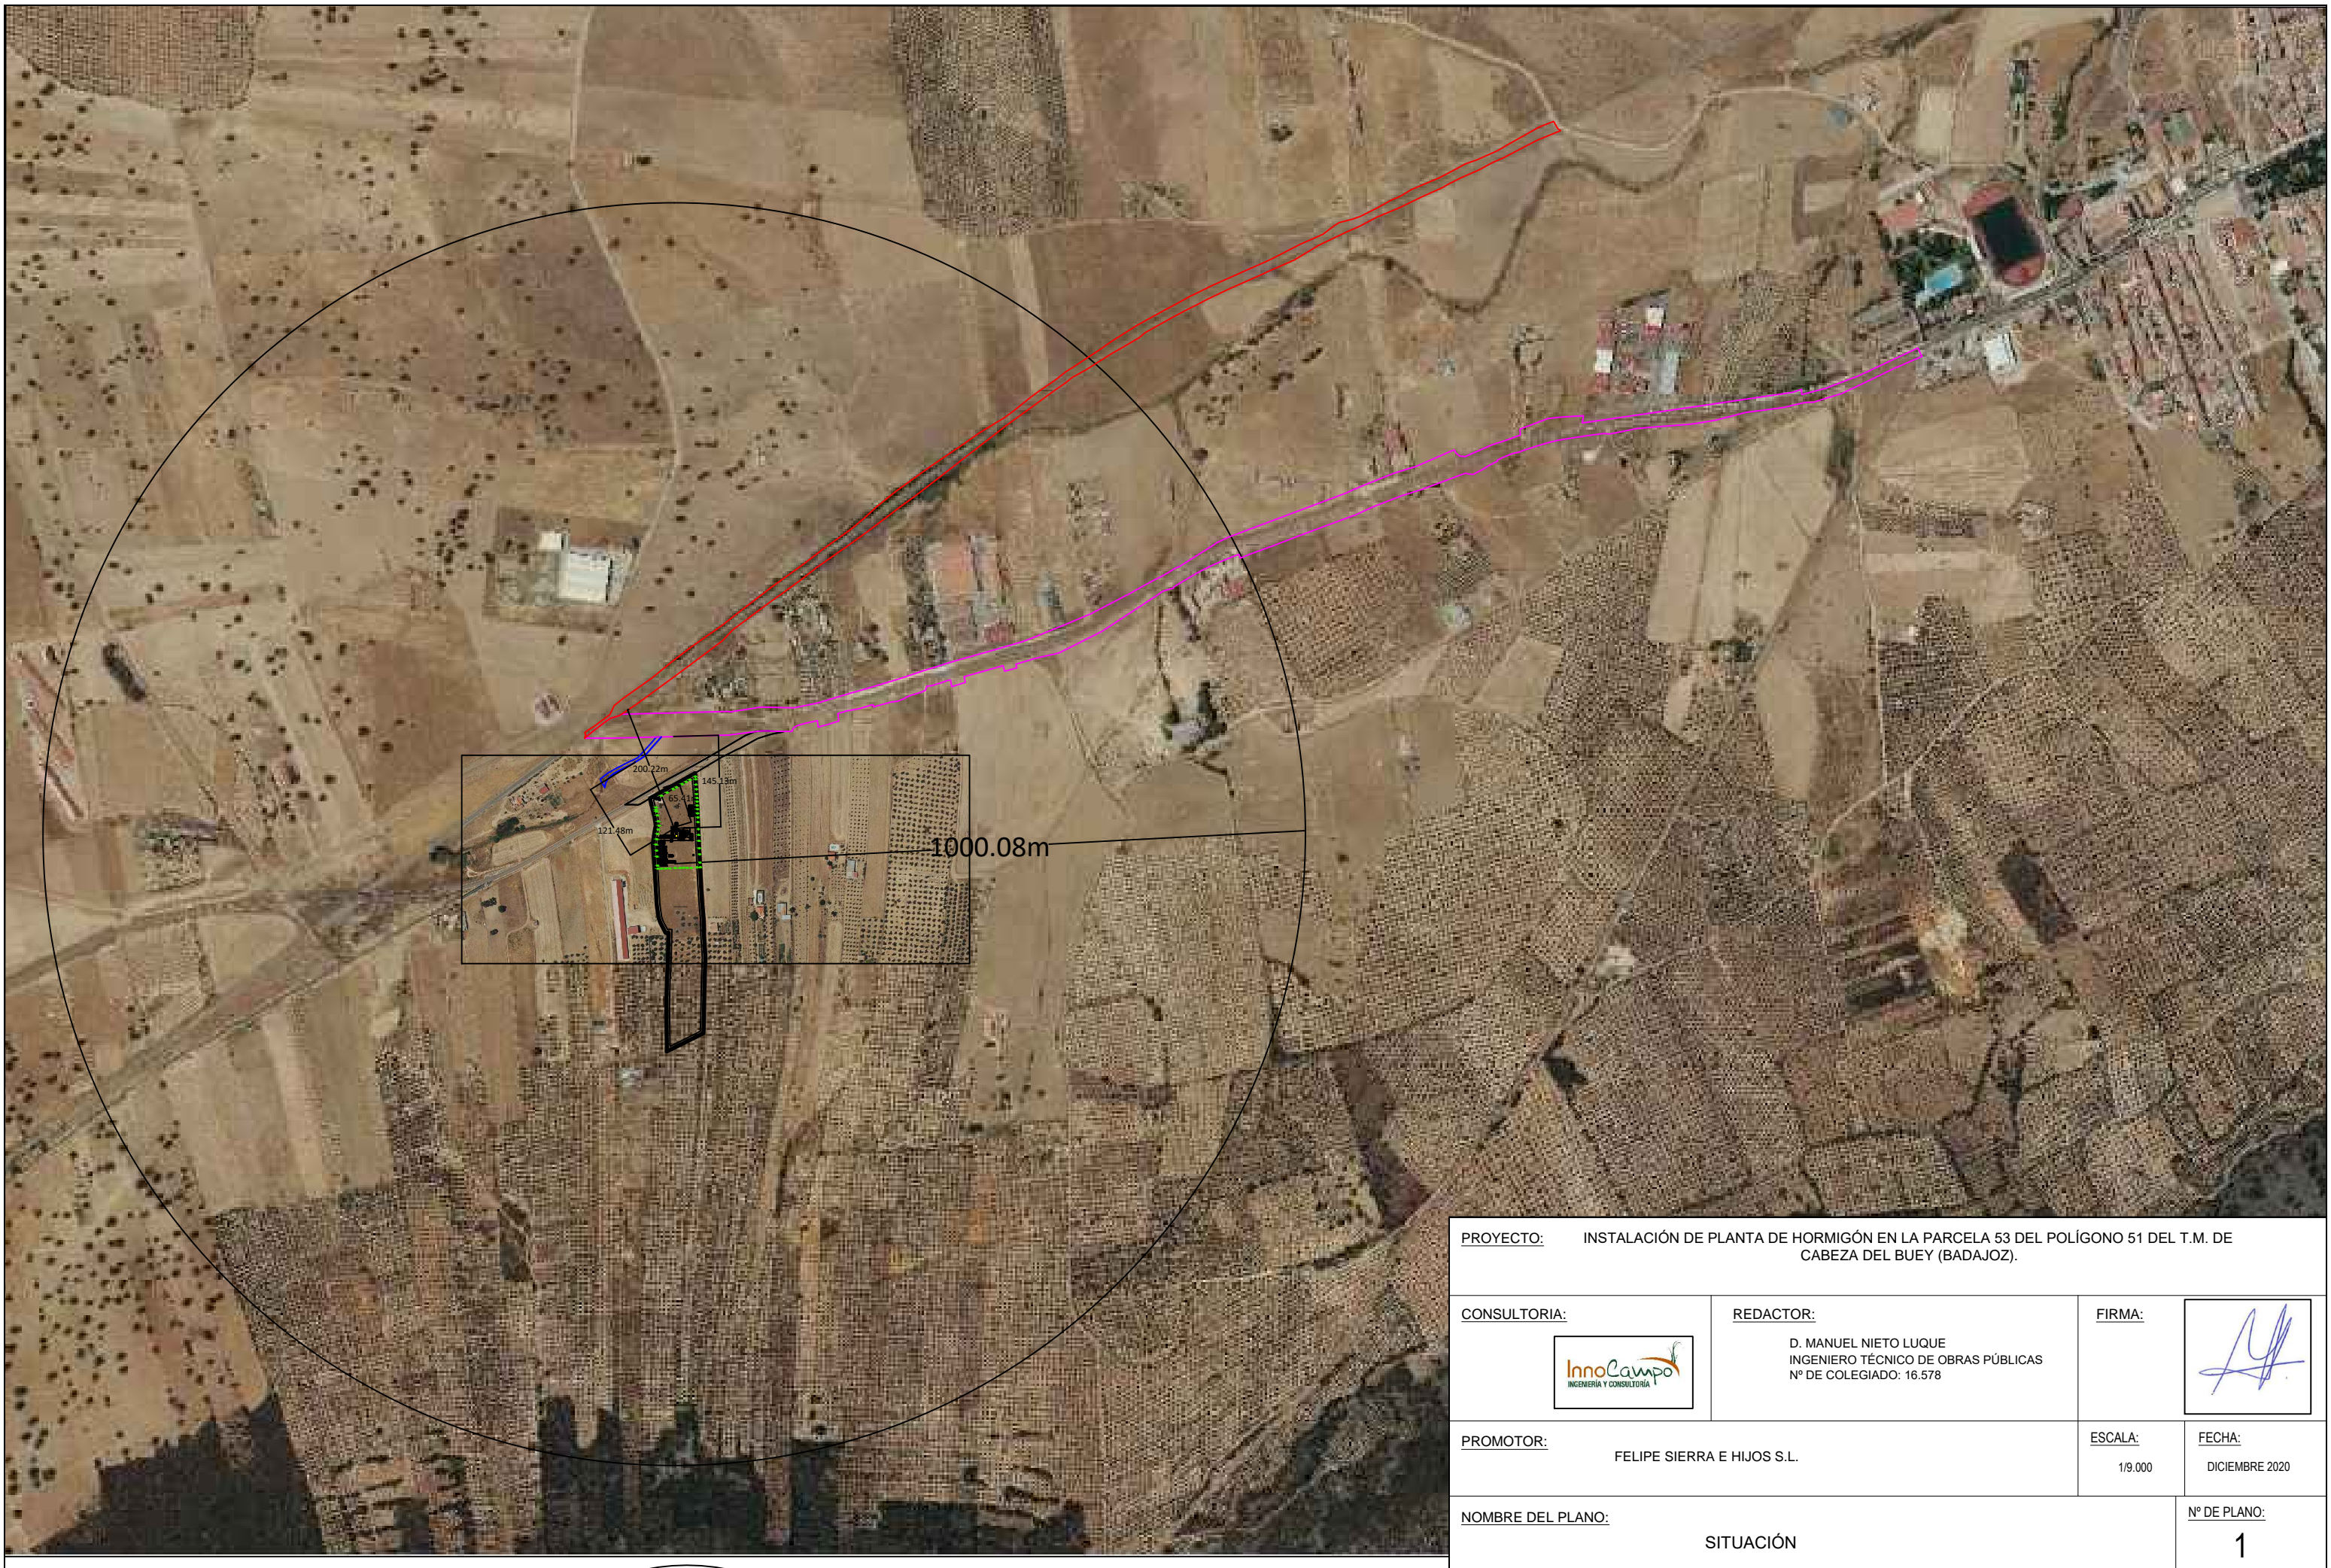 200.22m
145.13m
121.48m
1000.08m
PROYECTO: INSTALACIÓN DE PLANTA DE HORMIGÓN EN LA PARCELA 53 DEL POLÍGONO 51 DEL T.M. DE
CABEZA DEL BUEY (BADAJOZ).
CONSULTORIA:
InnoCampo
INGENIERÍA Y CONSULTORÍA
REDACTOR:
D. MANUEL NIETO LUQUE
INGENIERO TÉCNICO DE OBRAS PÚBLICAS
Nº DE COLEGIADO: 16.578
FIRMA:
PROMOTOR:
FELIPE SIERRA E HIJOS S.L.
ESCALA:
1/9.000
FECHA:
DICIEMBRE 2020
NOMBRE DEL PLANO:
SITUACIÓN
Nº DE PLANO:
1